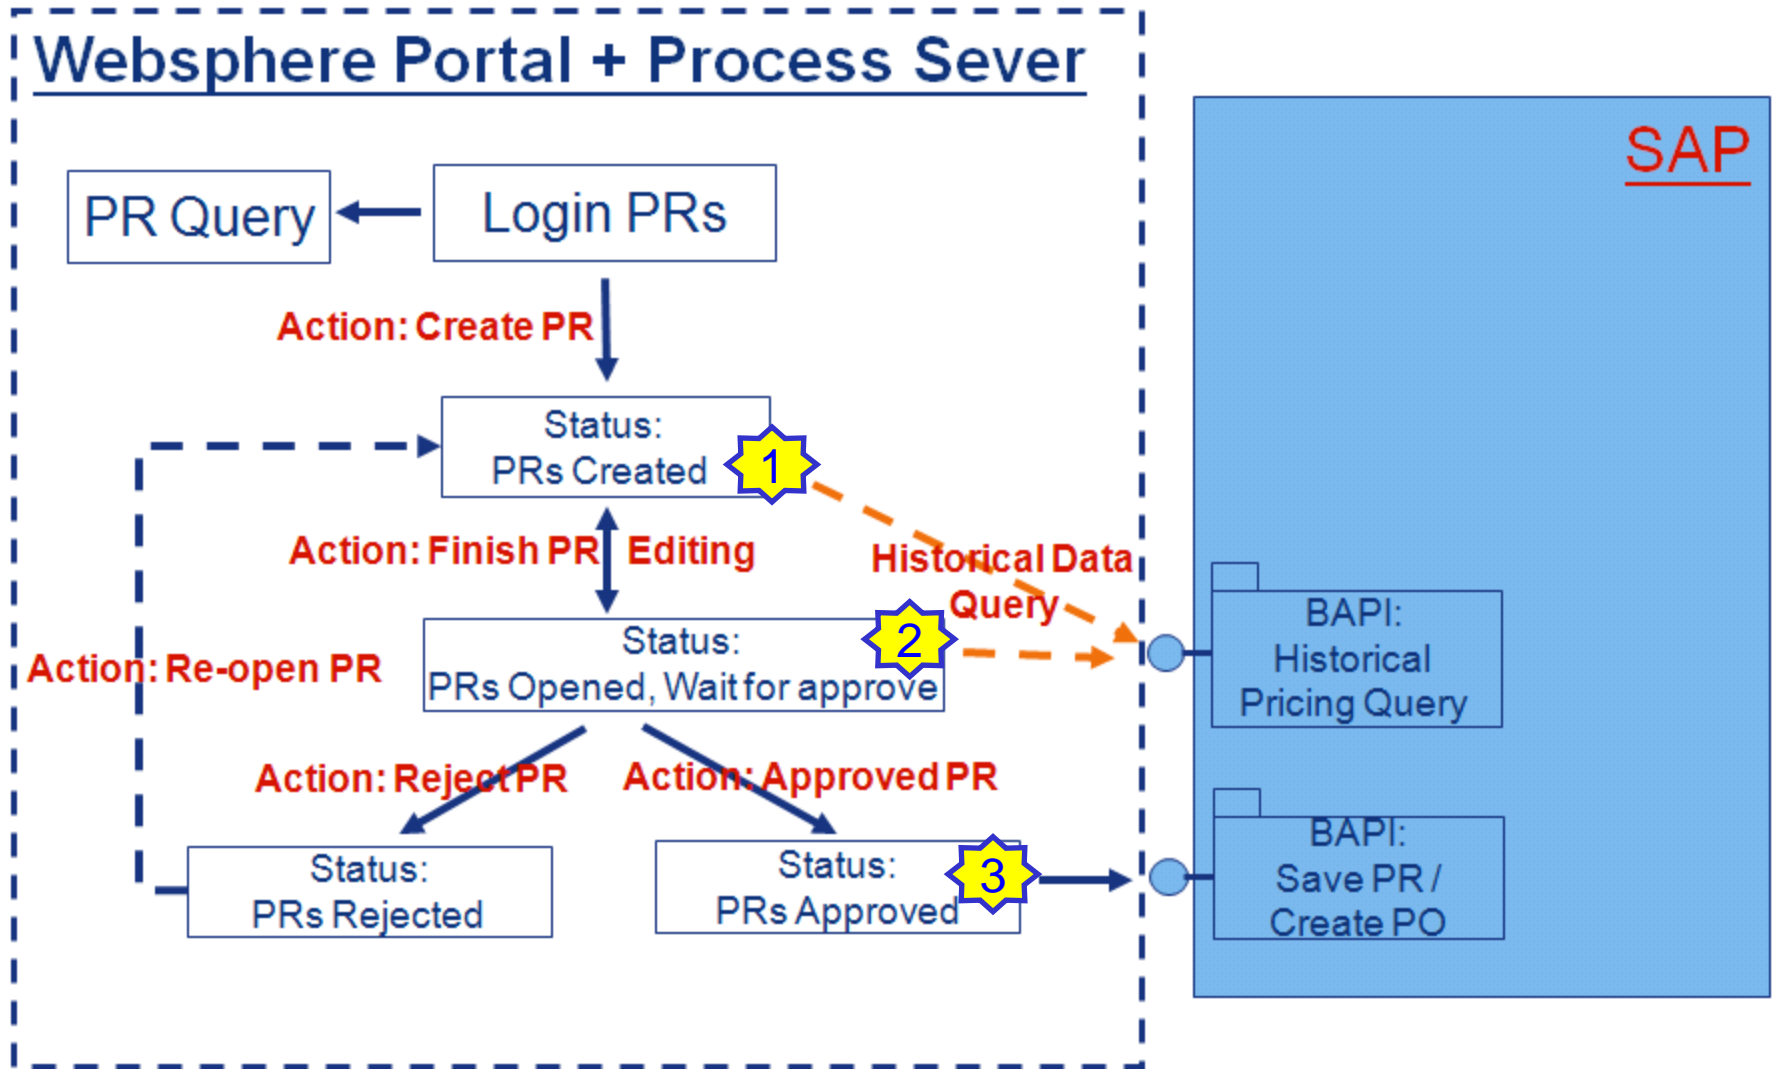 Websphere Portal + Process Sever
SAP
PR Query
Login PRs
Action: Create PR
Status:
PRs Created
1
Action: Finish PR Editing
Historical Data
Query
Status:
PRs Opened, Wait for approve
2
Action: Re-open PR
BAPI:
Historical
Pricing Query
Action: Reject PR
Action: Approved PR
Status:
PRs Rejected
Status:
PRs Approved
3
BAPI:
Save PR /
Create PO